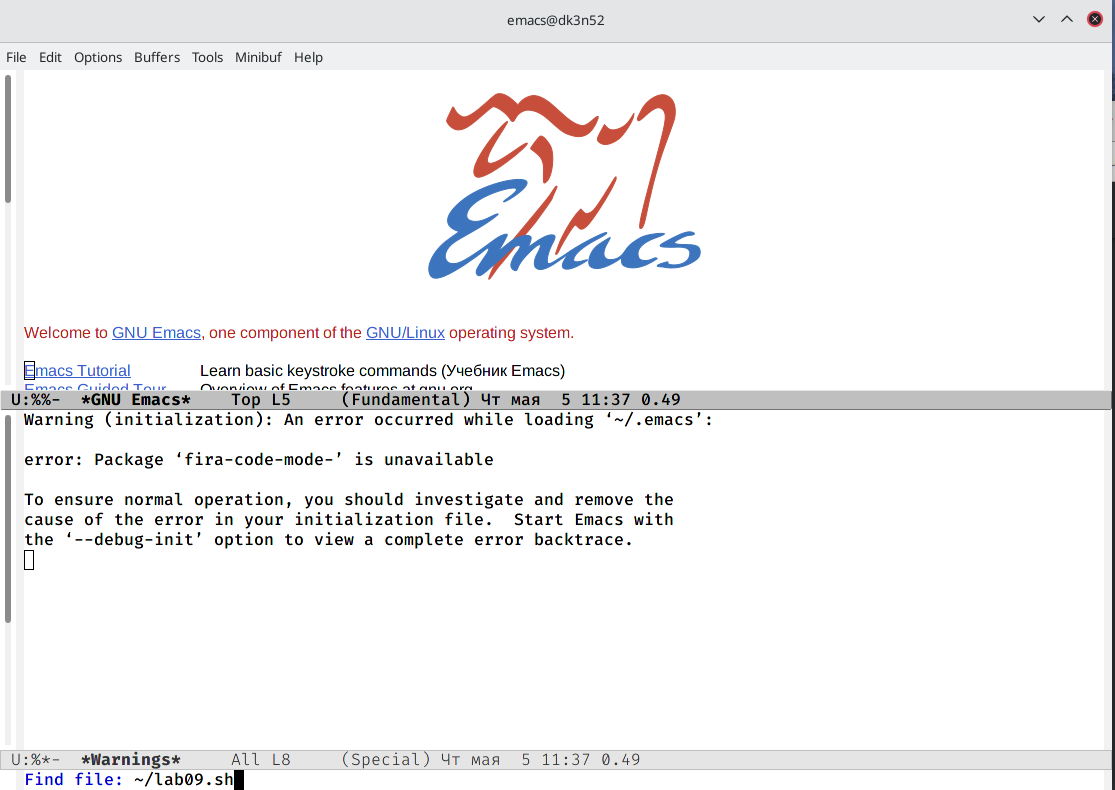 emacs@dk3n52
File Edit Options Buffers Tools Minibuf Help
Emacs
Welcome to GNU Emacs, one component of the GNU/Linux operating system.
Emacs Tutorial Learn basic keystroke commands (Учебник Emacs)
Emacs Guided Tour Overview of Emacs features at gnu.org
U:%%- *GNU Emacs* Top L5 (Fundamental) Чт мая 5 11:37 0.49
Warning (initialization): An error occurred while loading ‘~/.emacs’:
error: Package ‘fira-code-mode-’ is unavailable
To ensure normal operation, you should investigate and remove the
cause of the error in your initialization file. Start Emacs with
the ‘--debug-init’ option to view a complete error backtrace.
U:%*- *Warnings* All L8 (Special) Чт мая 5 11:37 0.49
Find file: ~/lab09.sh